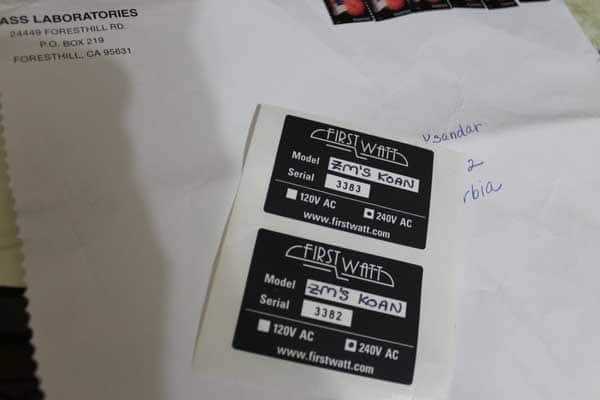 ASS LABORATORIES
24449 FORESTHILL RD.
P.O. BOX 219
FORESTHILL, CA 95631
ysandar
2
rbia
FIRST WATT
Model ZM'S KOAN
Serial 3383
120V AC 240V AC
www.firstwatt.com
FIRST WATT
Model ZM'S KOAN
Serial 3382
120V AC 240V AC
www.firstwatt.com